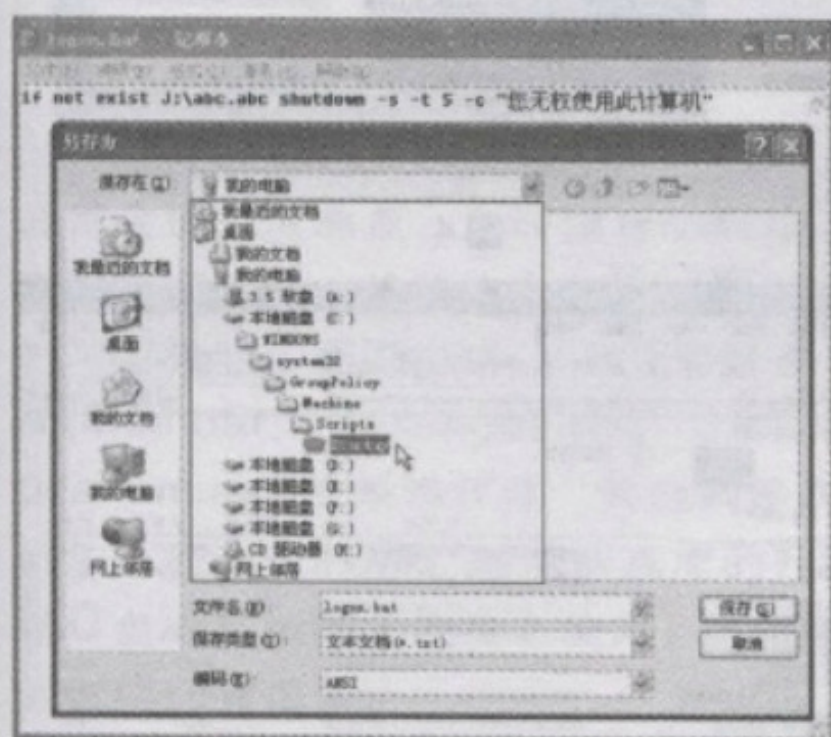 logon.bat - 记事本
if not exist J:\abc.abc shutdown -s -t 5 -c "您无权使用此计算机"
另存为
保存在(I):
我的电脑
我最近的文档
桌面
我的文档
我的电脑
3.5 软盘 (A:)
本地磁盘 (C:)
WINDOWS
system32
GroupPolicy
Machine
Scripts
本地磁盘 (D:)
本地磁盘 (E:)
本地磁盘 (F:)
本地磁盘 (G:)
CD 驱动器 (H:)
网上邻居
我最近的文档
桌面
我的文档
我的电脑
网上邻居
文件名(N):
logon.bat
保存(S)
保存类型(T):
文本文档(*.txt)
取消
编码(E):
ANSI